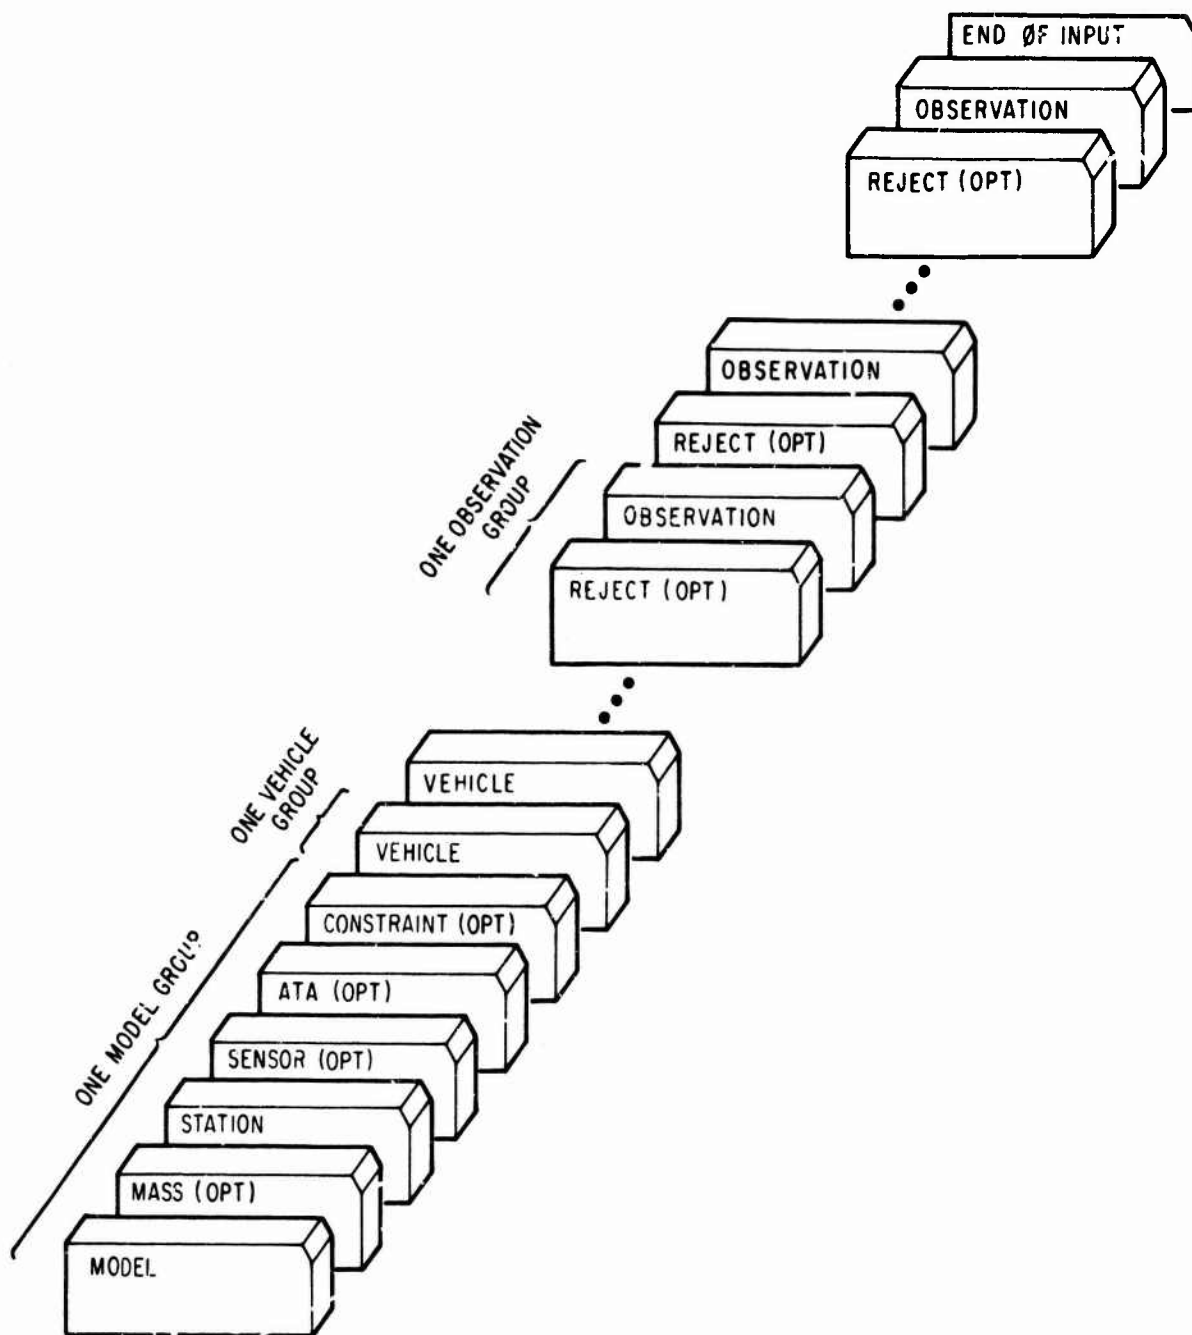 END ØF INPUT
OBSERVATION
REJECT (OPT)
OBSERVATION
REJECT (OPT)
ONE OBSERVATION
GROUP
OBSERVATION
REJECT (OPT)
ONE VEHICLE
GROUP
VEHICLE
VEHICLE
CONSTRAINT (OPT)
ATA (OPT)
ONE MODEL GROUP
SENSOR (OPT)
STATION
MASS (OPT)
MODEL